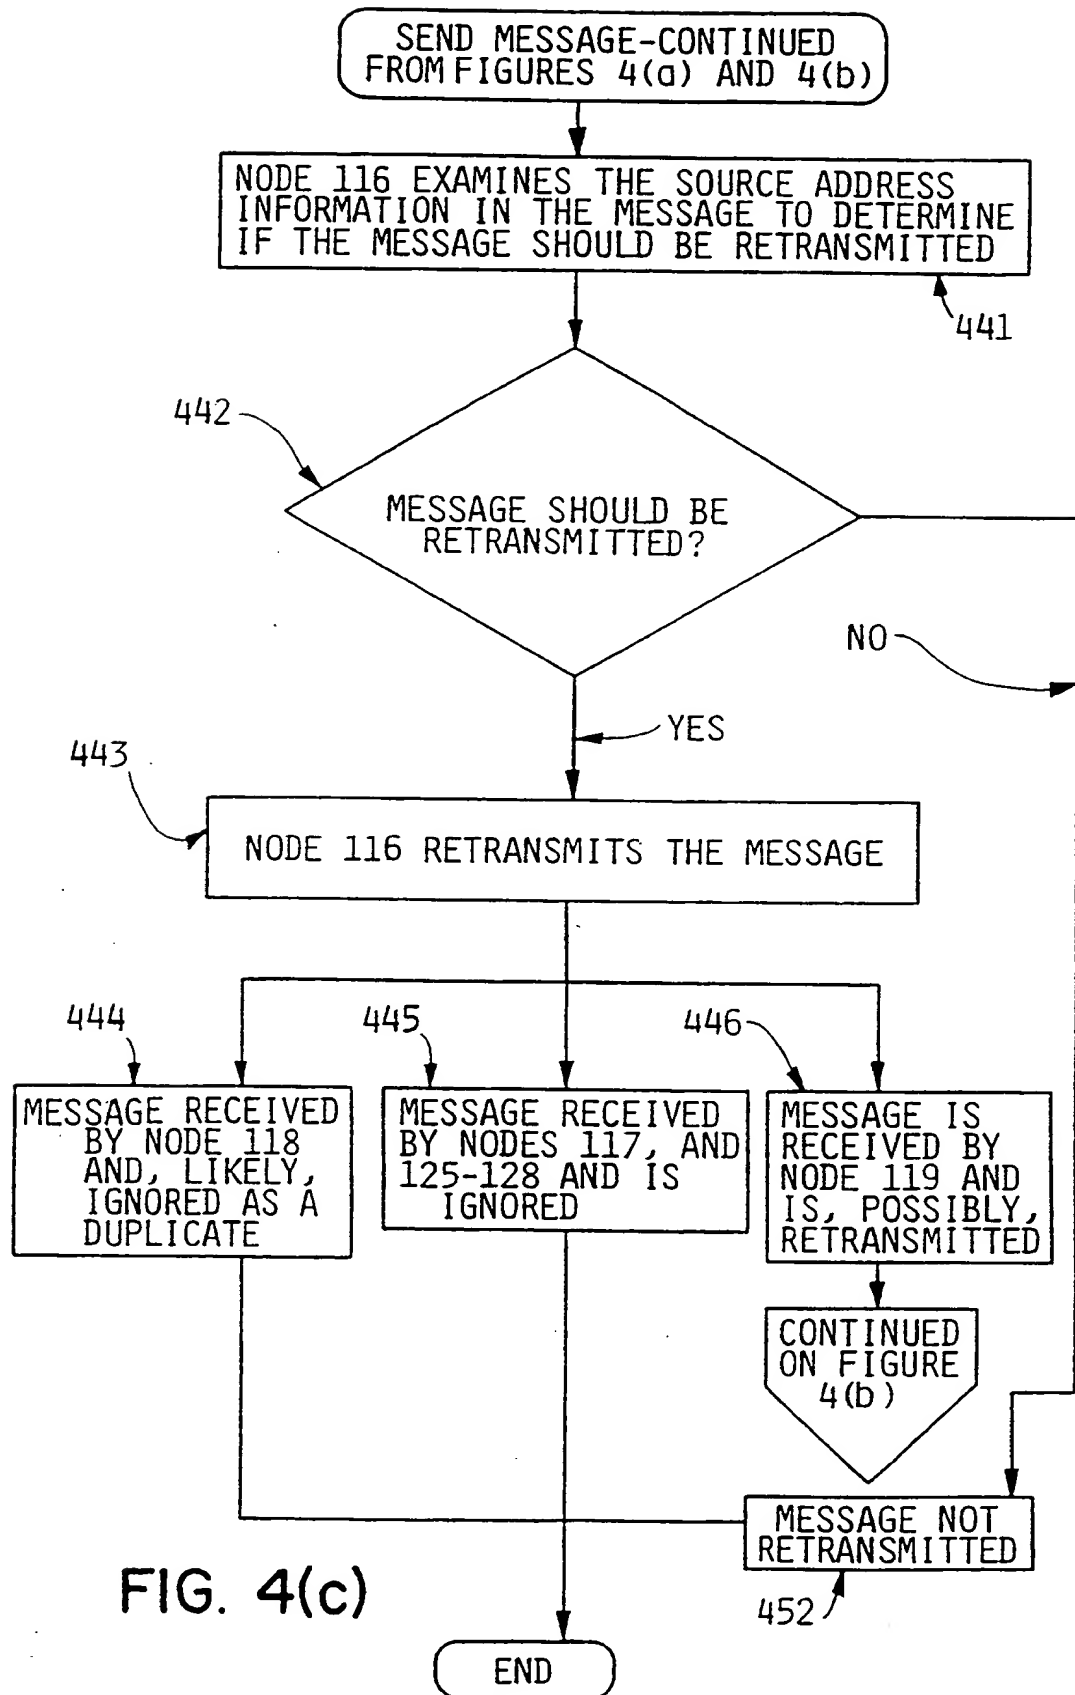 SEND MESSAGE-CONTINUED
FROM FIGURES 4(a) AND 4(b)
NODE 116 EXAMINES THE SOURCE ADDRESS
INFORMATION IN THE MESSAGE TO DETERMINE
IF THE MESSAGE SHOULD BE RETRANSMITTED
441
442
MESSAGE SHOULD BE
RETRANSMITTED?
NO
YES
443
NODE 116 RETRANSMITS THE MESSAGE
444
445
446
MESSAGE RECEIVED
BY NODE 118
AND, LIKELY,
IGNORED AS A
DUPLICATE
MESSAGE RECEIVED
BY NODES 117, AND
125-128 AND IS
IGNORED
MESSAGE IS
RECEIVED BY
NODE 119 AND
IS, POSSIBLY,
RETRANSMITTED
CONTINUED
ON FIGURE
4(b)
MESSAGE NOT
RETRANSMITTED
452
FIG. 4(c)
END